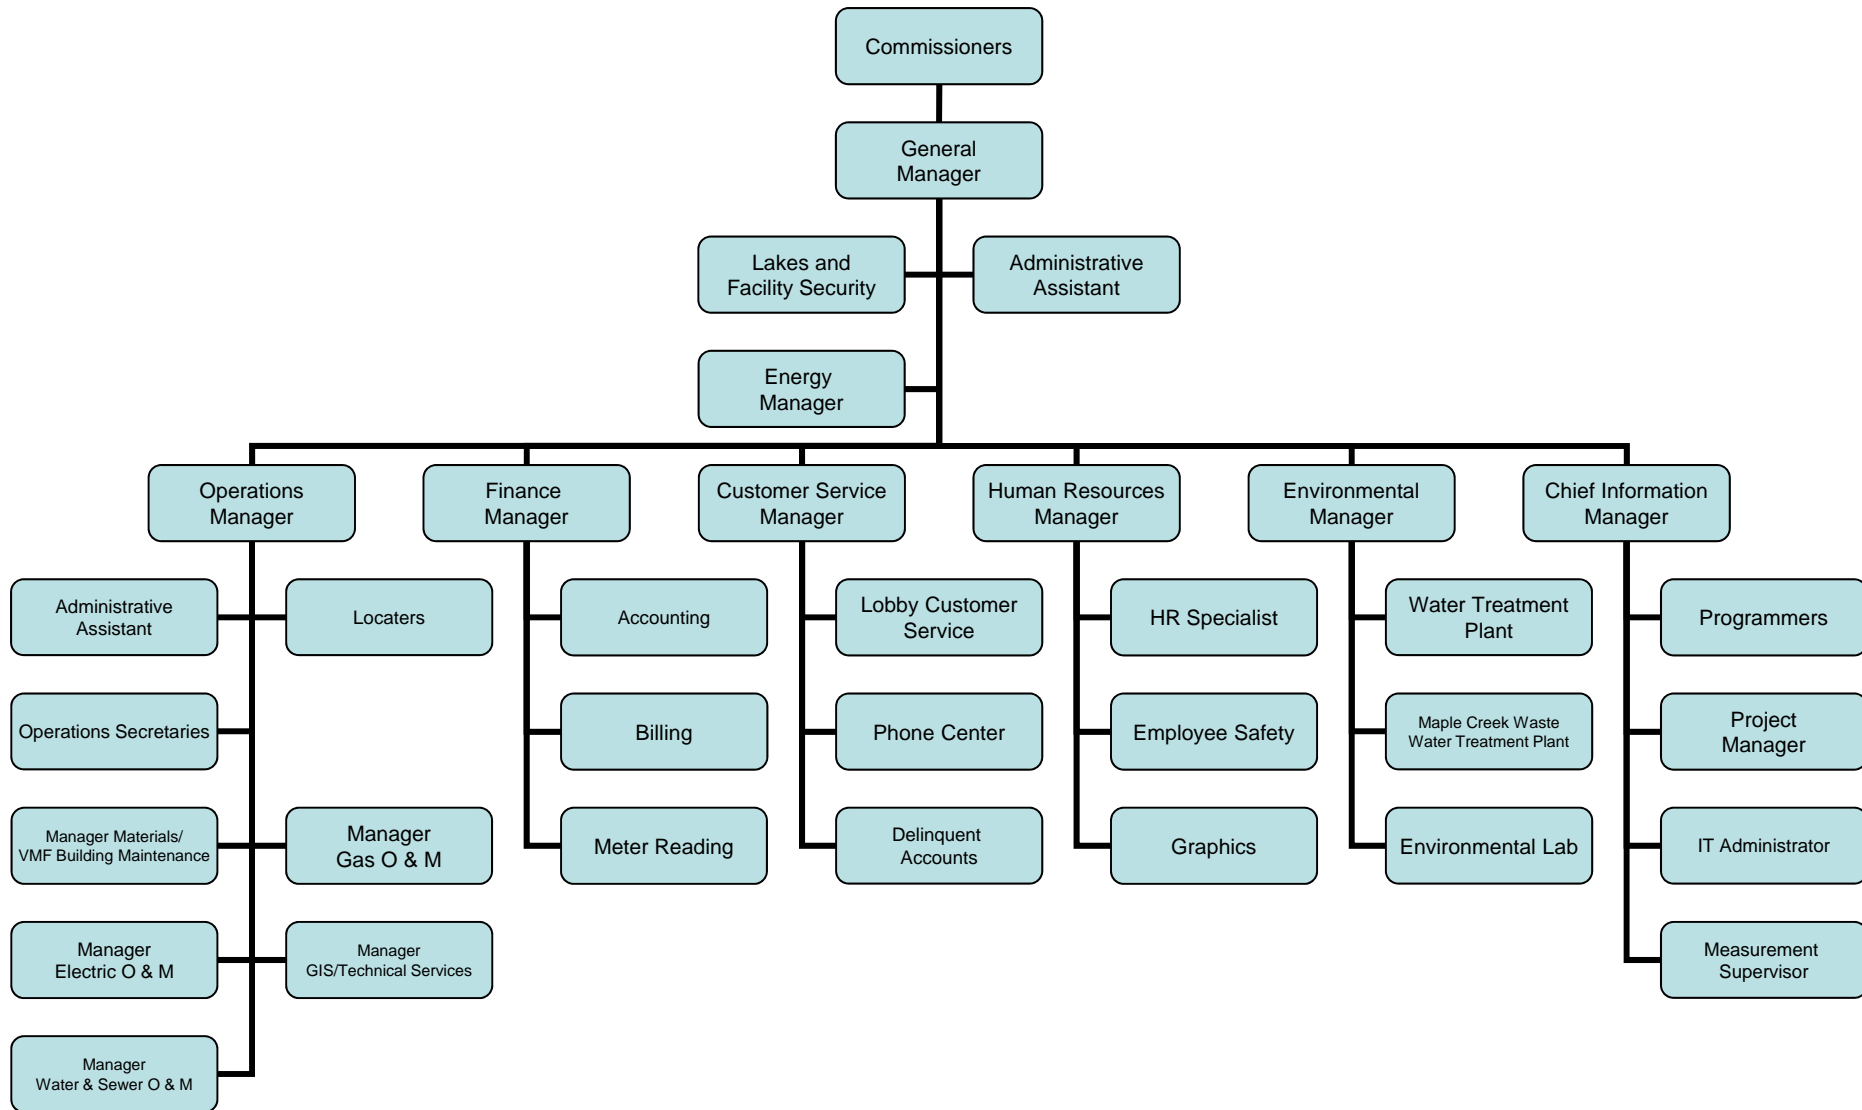 Commissioners
General
Manager
Lakes and
Facility Security
Administrative
Assistant
Energy
Manager
Operations
Manager
Finance
Manager
Customer Service
Manager
Human Resources
Manager
Environmental
Manager
Chief Information
Manager
Administrative
Assistant
Locaters
Accounting
Lobby Customer
Service
HR Specialist
Water Treatment
Plant
Programmers
Operations Secretaries
Billing
Phone Center
Employee Safety
Maple Creek Waste
Water Treatment Plant
Project
Manager
Manager Materials/
VMF Building Maintenance
Manager
Gas O & M
Meter Reading
Delinquent
Accounts
Graphics
Environmental Lab
IT Administrator
Manager
Electric O & M
Manager
GIS/Technical Services
Measurement
Supervisor
Manager
Water & Sewer O & M